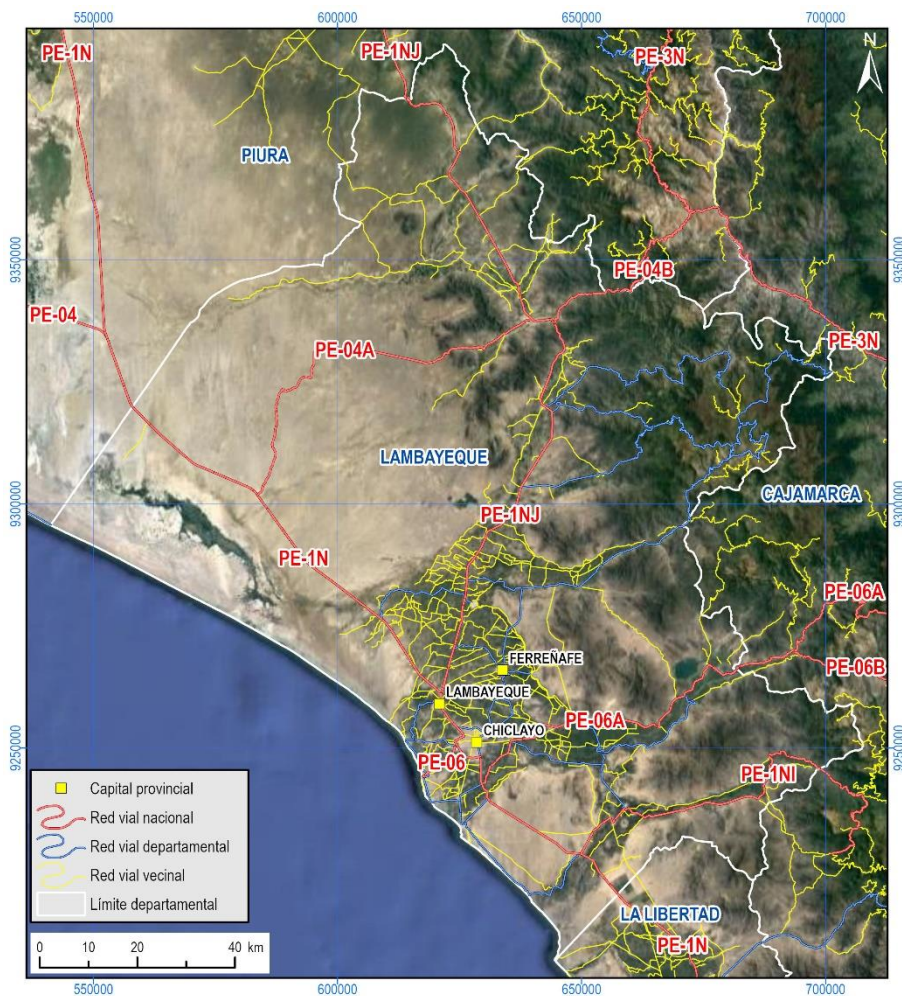 550000 600000 650000 700000
PE-1N
PE-1NJ
PE-3N
N
PIURA
9350000
9350000
PE-04B
PE-04
PE-04A
PE-3N
LAMBAYEQUE
CAJAMARCA
9300000
9300000
PE-1NJ
PE-1N
PE-06A
FERREÑAFE
PE-06B
LAMBAYEQUE
PE-06A
CHICLAYO
9250000
9250000
PE-06
PE-1NI
Capital provincial
Red vial nacional
Red vial departamental
Red vial vecinal
Límite departamental
LA LIBERTAD
PE-1N
0 10 20 40 km
550000 600000 650000 700000